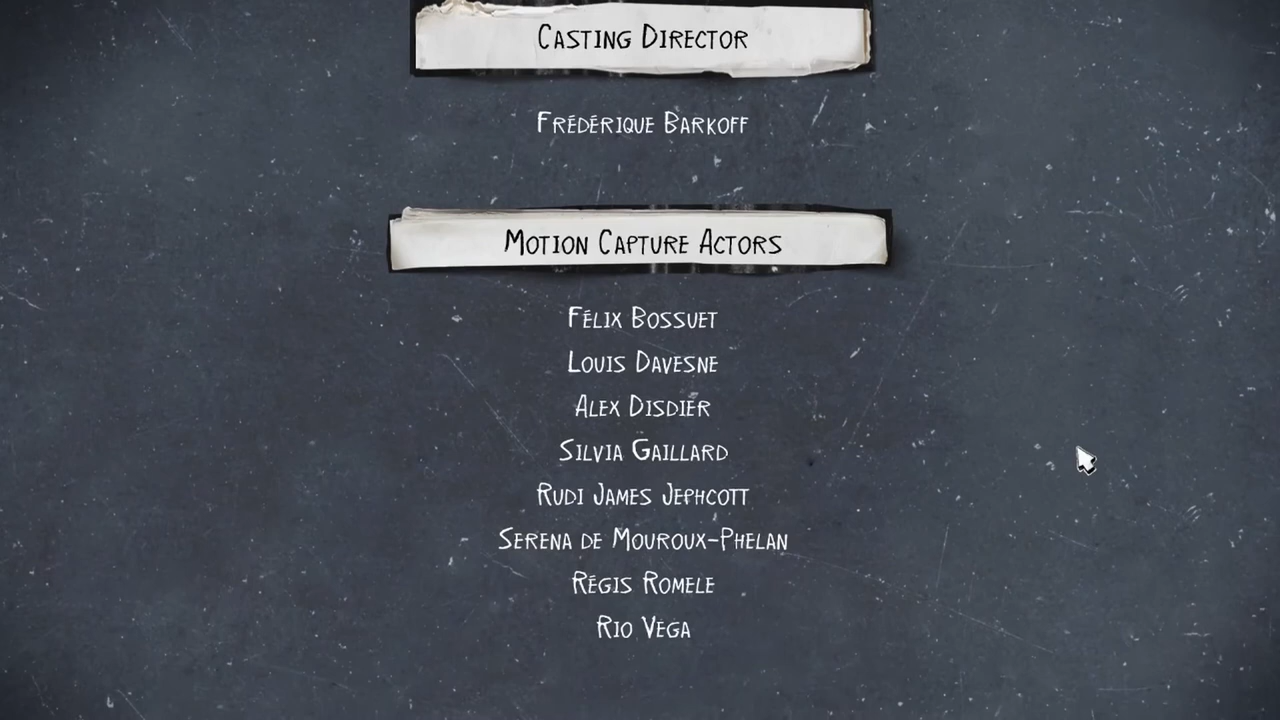 Casting Director
Frédérique Barkoff
Motion Capture Actors
Félix Bossuet
Louis Davesne
Alex Disdier
Silvia Gaillard
Rudi James Jephcott
Serena de Mouroux-Phelan
Régis Romele
Rio Vega